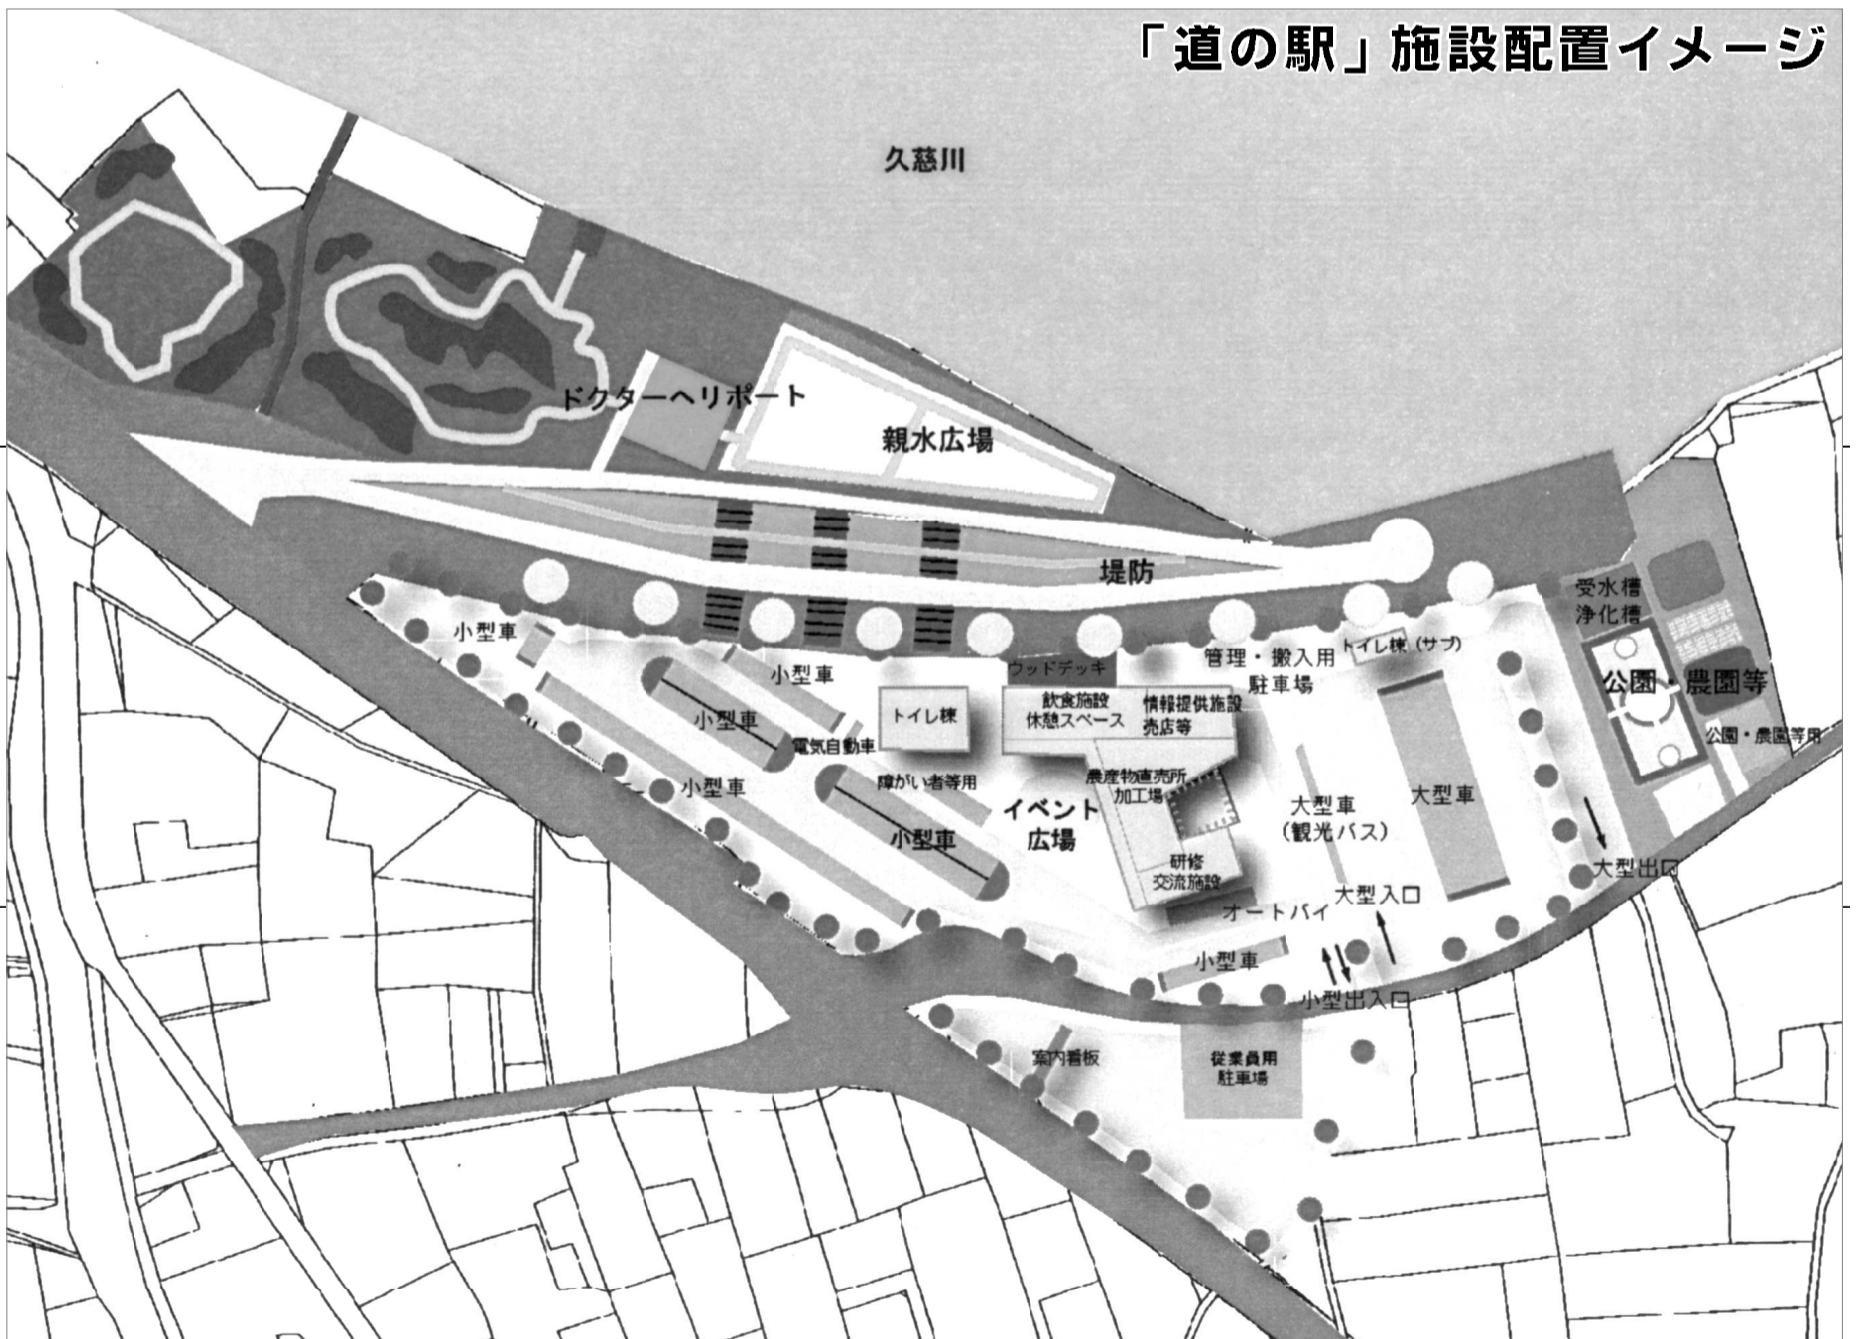 「道の駅」施設配置イメージ
久慈川
ドクターヘリポート
親水広場
堤防
受水槽
浄化槽
小型車
小型車
ウッドデッキ
管理・搬入用
駐車場
トイレ棟（サブ）
公園・農園等
公園・農園等用
小型車
電気自動車
トイレ棟
飲食施設
休憩スペース
情報提供施設
売店等
小型車
障がい者等用
農産物直売所
加工場
イベント
広場
小型車
大型車
（観光バス）
大型車
研修
交流施設
大型出口
オートバイ
大型入口
小型車
小型出入口
案内看板
従業員用
駐車場